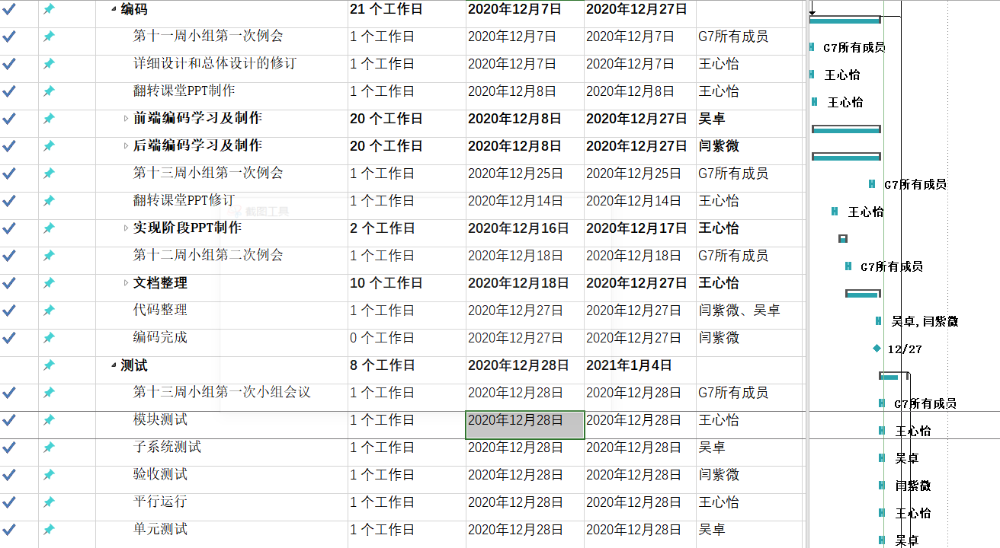 编码 21 个工作日 2020年12月7日 2020年12月27日
第十一周小组第一次例会 1 个工作日 2020年12月7日 2020年12月7日 G7所有成员 G7所有成员
详细设计和总体设计的修订 1 个工作日 2020年12月7日 2020年12月7日 王心怡 王心怡
翻转课堂PPT制作 1 个工作日 2020年12月8日 2020年12月8日 王心怡 王心怡
前端编码学习及制作 20 个工作日 2020年12月8日 2020年12月27日 吴卓
后端编码学习及制作 20 个工作日 2020年12月8日 2020年12月27日 闫紫微
第十三周小组第一次例会 1 个工作日 2020年12月25日 2020年12月25日 G7所有成员 G7所有成员
翻转课堂PPT修订 1 个工作日 2020年12月14日 2020年12月14日 王心怡 王心怡
截图工具
实现阶段PPT制作 2 个工作日 2020年12月16日 2020年12月17日 王心怡
第十二周小组第二次例会 1 个工作日 2020年12月18日 2020年12月18日 G7所有成员 G7所有成员
文档整理 10 个工作日 2020年12月18日 2020年12月27日 王心怡
代码整理 1 个工作日 2020年12月27日 2020年12月27日 闫紫微、吴卓 吴卓,闫紫微
编码完成 0 个工作日 2020年12月27日 2020年12月27日 闫紫微 12/27
测试 8 个工作日 2020年12月28日 2021年1月4日
第十三周小组第一次小组会议 1 个工作日 2020年12月28日 2020年12月28日 G7所有成员 G7所有成员
模块测试 1 个工作日 2020年12月28日 2020年12月28日 王心怡 王心怡
子系统测试 1 个工作日 2020年12月28日 2020年12月28日 吴卓 吴卓
验收测试 1 个工作日 2020年12月28日 2020年12月28日 闫紫微 闫紫微
平行运行 1 个工作日 2020年12月28日 2020年12月28日 王心怡 王心怡
单元测试 1 个工作日 2020年12月28日 2020年12月28日 吴卓 吴卓